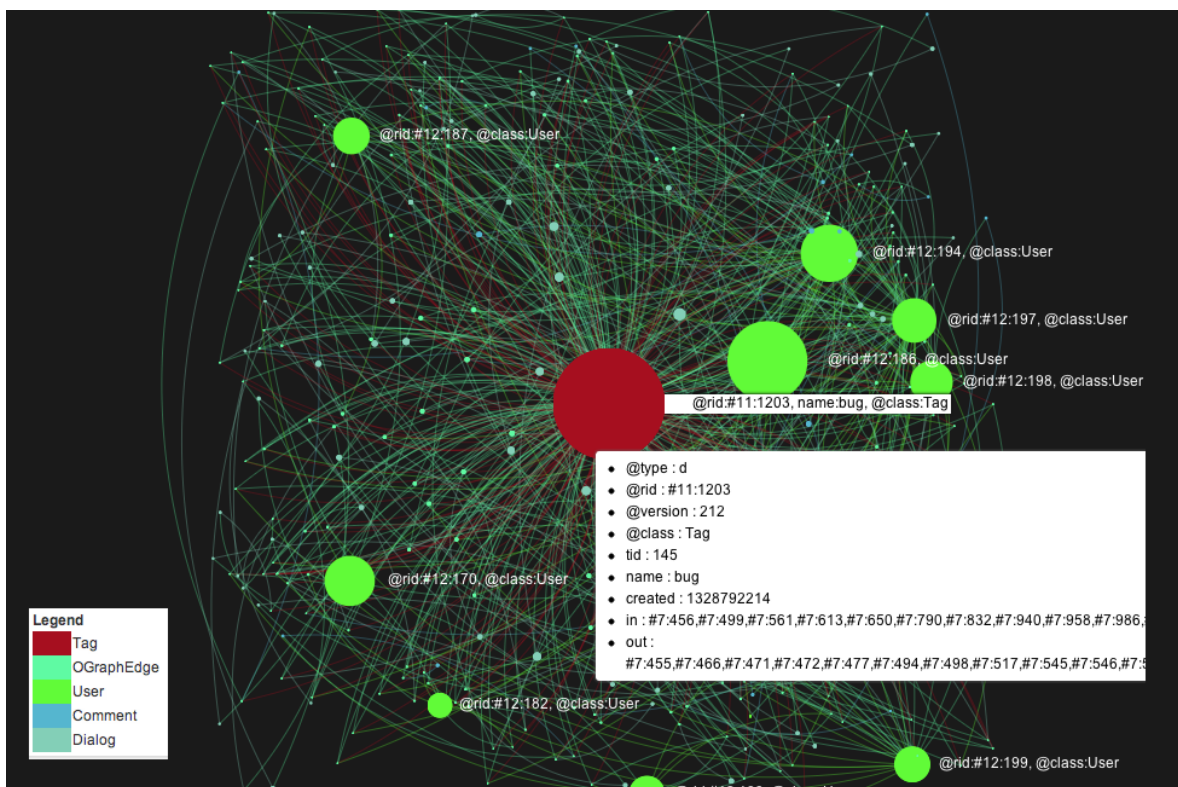 @rid:#12:187, @class:User
@rid:#12:194, @class:User
@rid:#12:197, @class:User
@rid:#12:186, @class:User
@rid:#12:198, @class:User
@rid:#11:1203, name:bug, @class:Tag
• @type : d
• @rid : #11:1203
• @version : 212
• @class : Tag
• tid : 145
• name : bug
• created : 1328792214
• in : #7:456,#7:499,#7:561,#7:613,#7:650,#7:790,#7:832,#7:940,#7:958,#7:986,
• out :
#7:455,#7:466,#7:471,#7:472,#7:477,#7:494,#7:498,#7:517,#7:545,#7:546,
@rid:#12:170, @class:User
Legend
Tag
OGraphEdge
User
Comment
Dialog
@rid:#12:182, @class:User
@rid:#12:199, @class:User